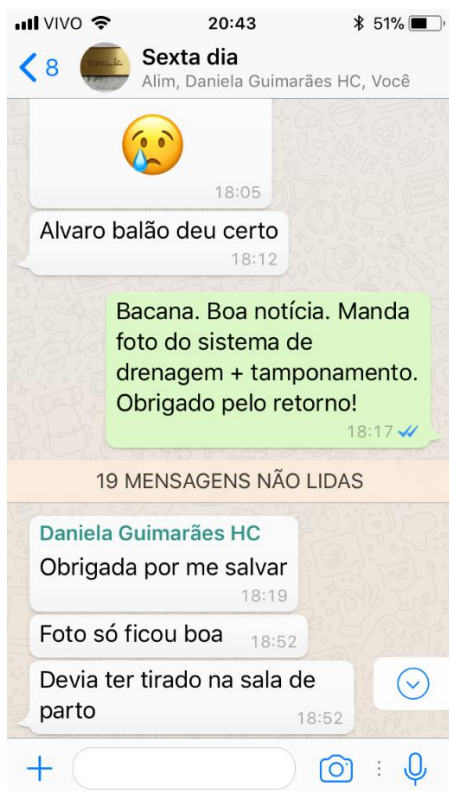 VIVO 20:43 51%
8 Sexta dia
Alim, Daniela Guimarães HC, Você
18:05
Alvaro balão deu certo
18:12
Bacana. Boa notícia. Manda
foto do sistema de
drenagem + tamponamento.
Obrigado pelo retorno!
18:17
19 MENSAGENS NÃO LIDAS
Daniela Guimarães HC
Obrigada por me salvar
18:19
Foto só ficou boa 18:52
Devia ter tirado na sala de
parto 18:52